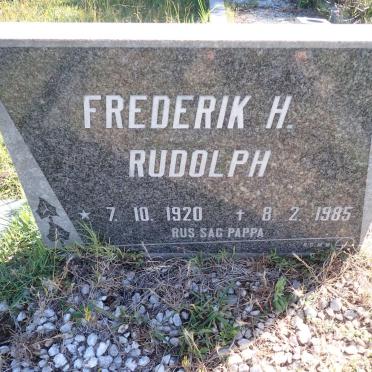 FREDERIK H.
RUDOLPH
* 7. 10. 1920 + 8. 2. 1985
RUS SAG PAPPA